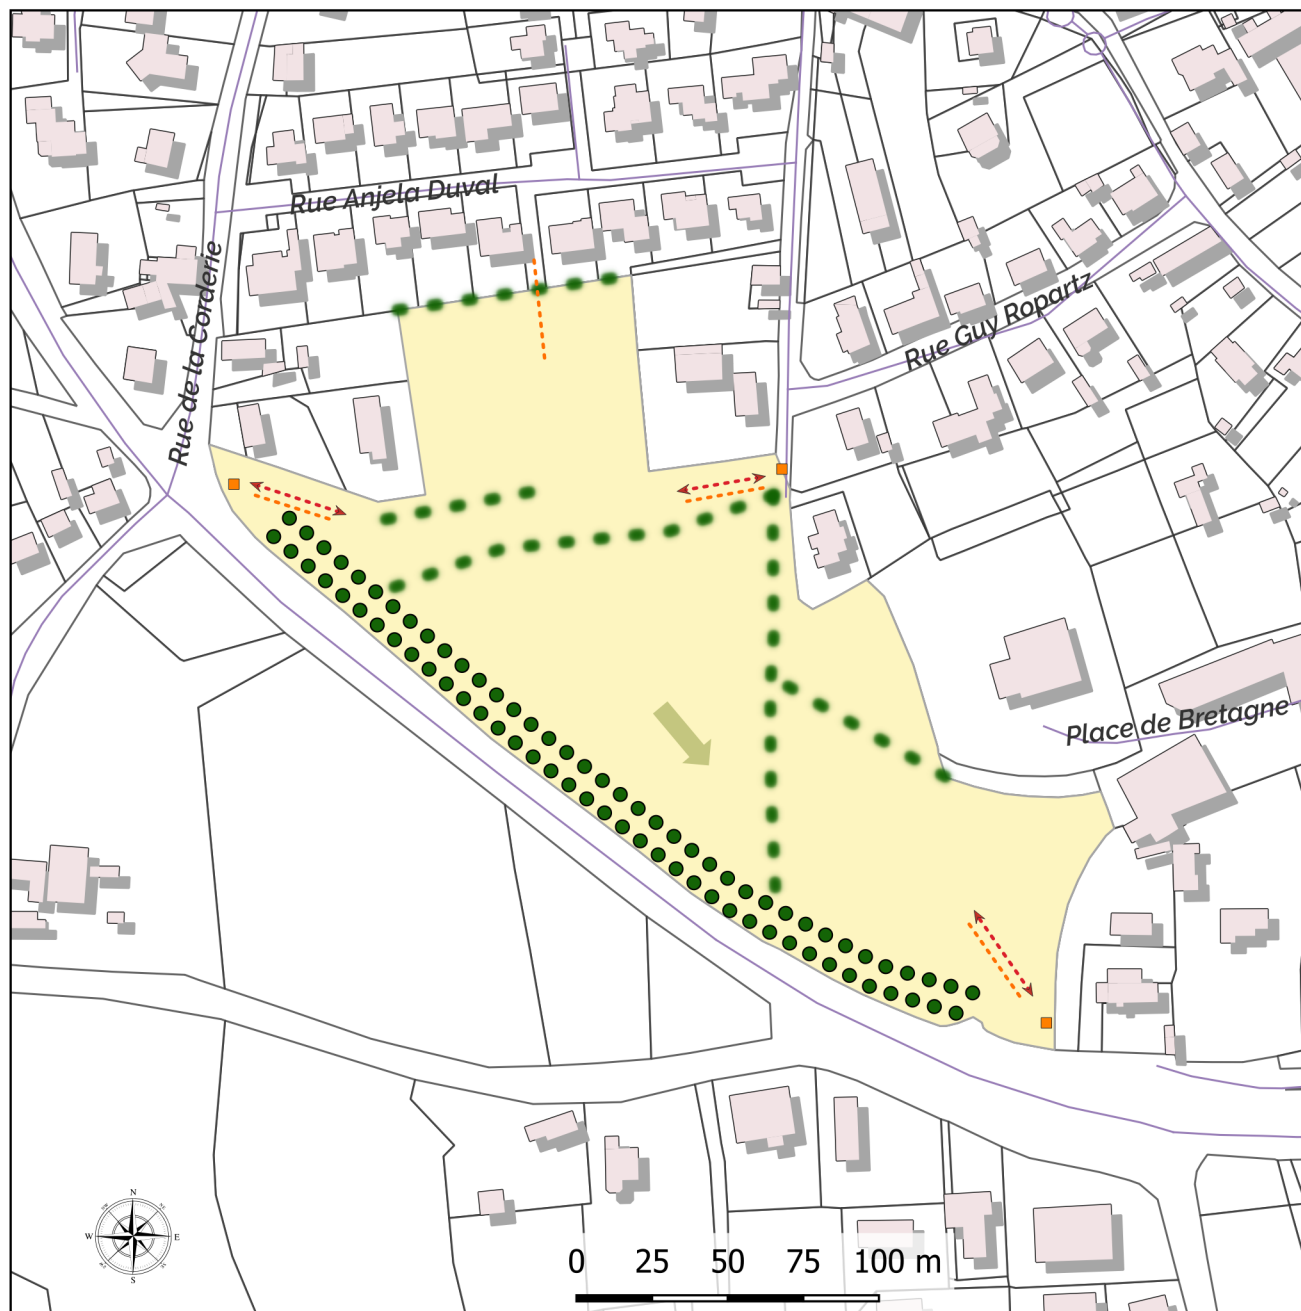 Rue Anjela Duval
Rue de la Corderie
Rue Guy Ropartz
Place de Bretagne
N
W E
S
0 25 50 75 100 m